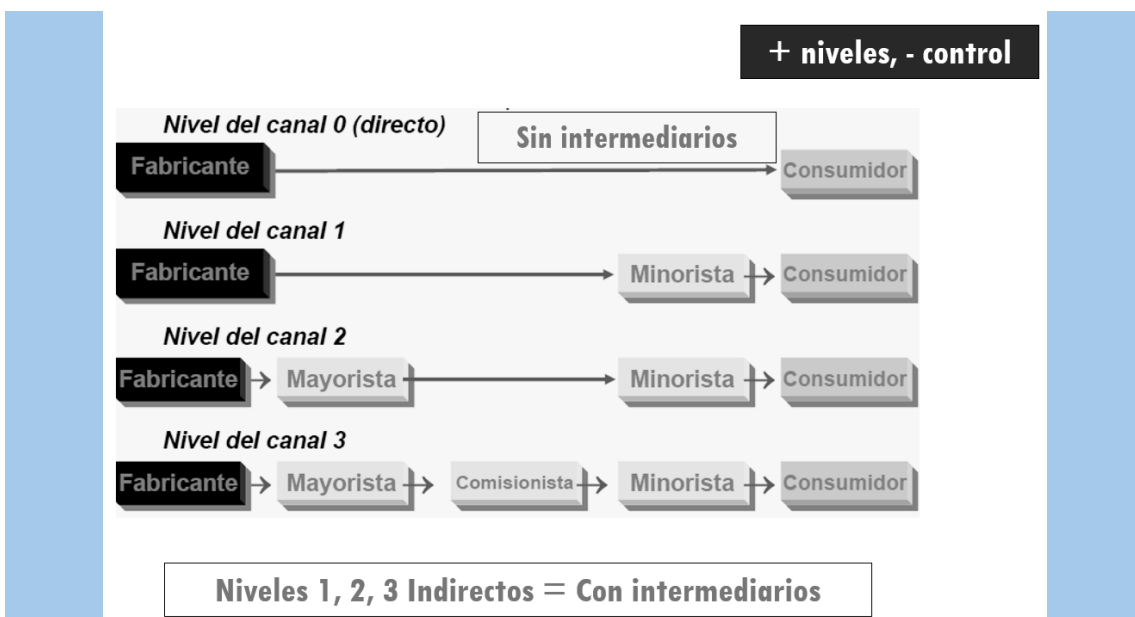 + niveles, - control
Nivel del canal 0 (directo)
Sin intermediarios
Fabricante Consumidor
Nivel del canal 1
Fabricante Minorista Consumidor
Nivel del canal 2
Fabricante Mayorista Minorista Consumidor
Nivel del canal 3
Fabricante Mayorista Comisionista Minorista Consumidor
Niveles 1, 2, 3 Indirectos = Con intermediarios